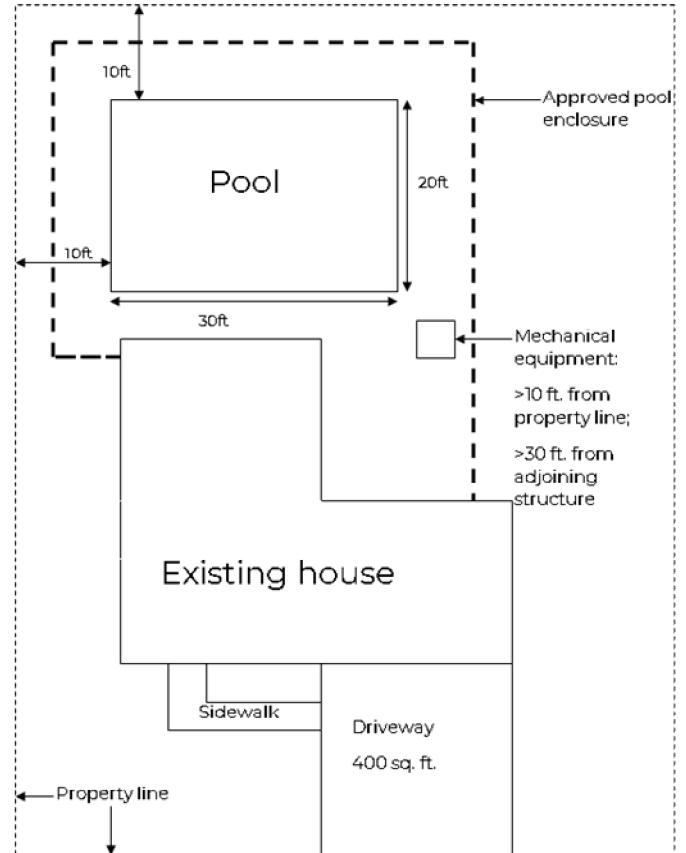 10ft
Approved pool
enclosure
Pool
20ft
10ft
30ft
Mechanical
equipment:
>10 ft. from
property line;
>30 ft. from
adjoining
structure
Existing house
Sidewalk
Driveway
400 sq. ft.
Property line